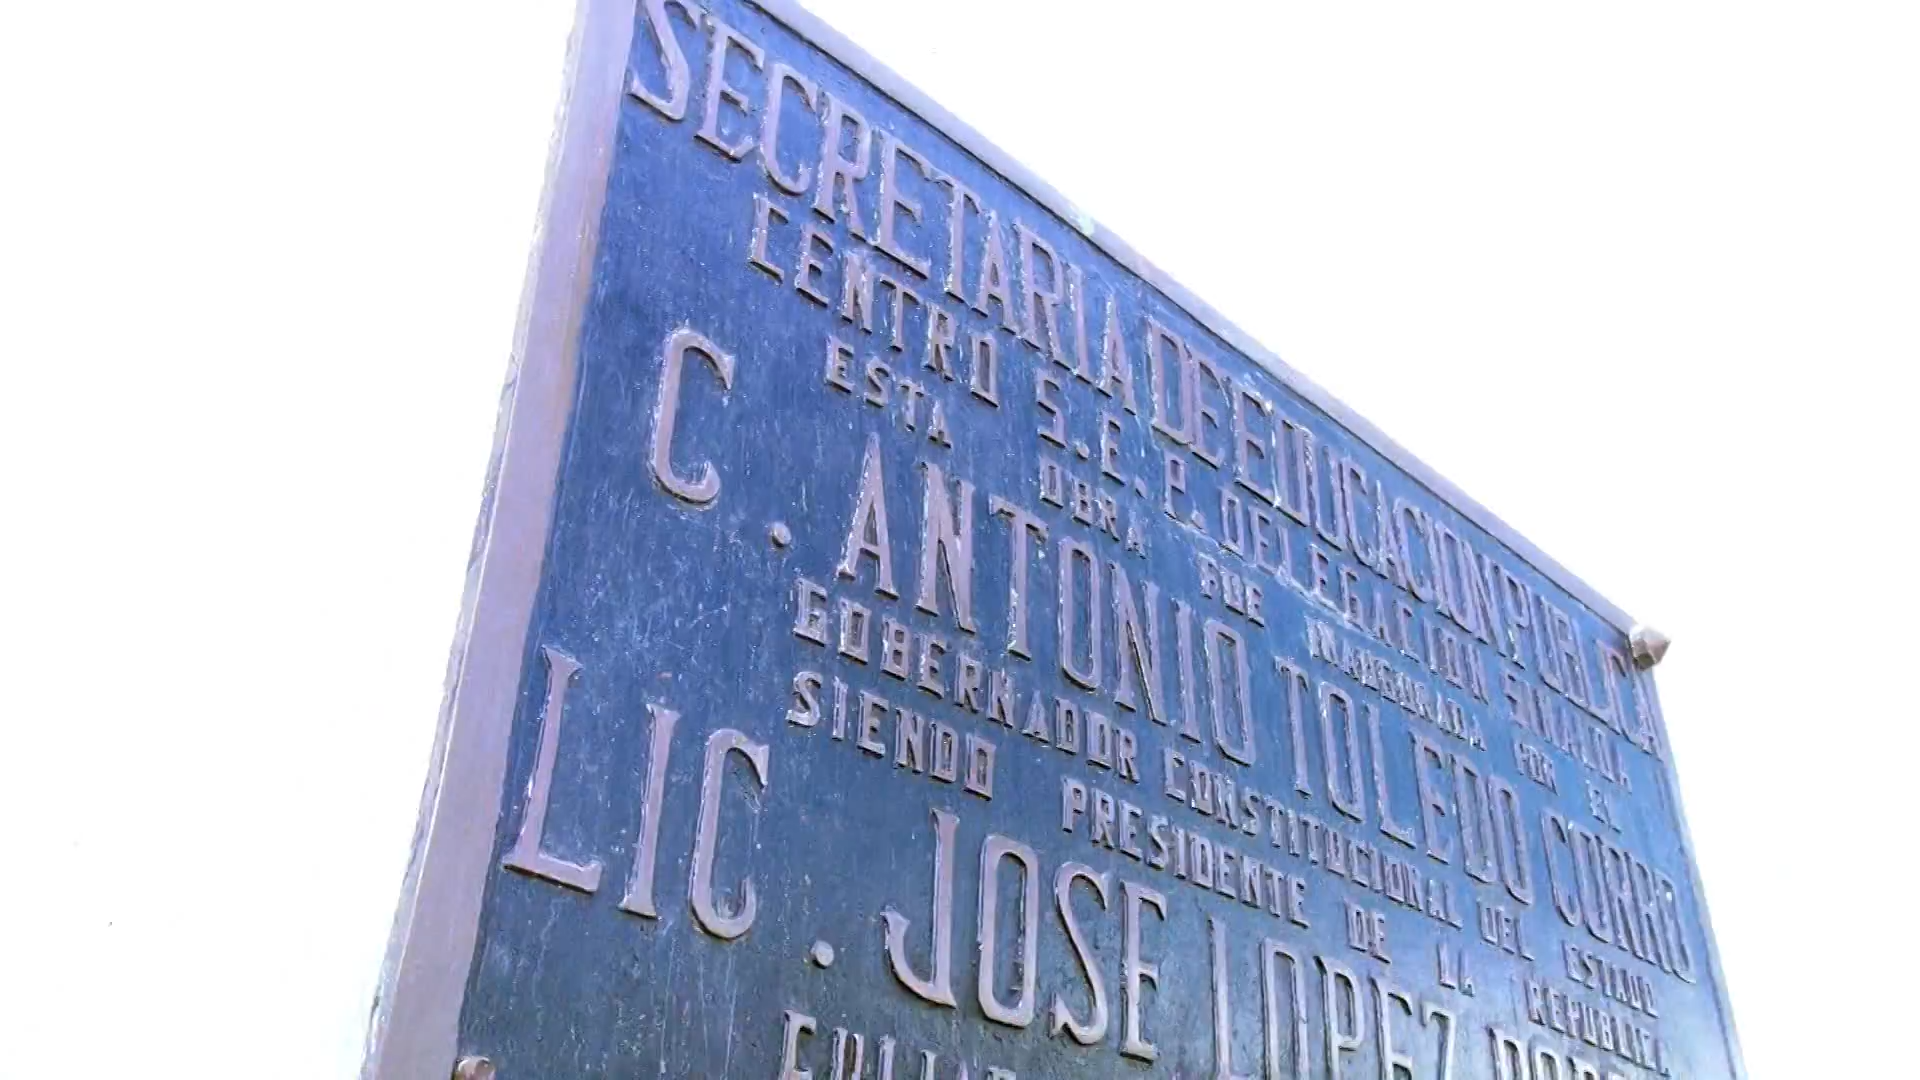 SECRETARIA DE EDUCACION PUBLICA
CENTRO S.E.P. DELEGACION SINALOA.
ESTA OBRA FUE INAUGURADA POR EL
C. ANTONIO TOLEDO CORRO
GOBERNADOR CONSTITUCIONAL DEL ESTADO
SIENDO PRESIDENTE DE LA REPUBLICA
LIC. JOSE LOPEZ